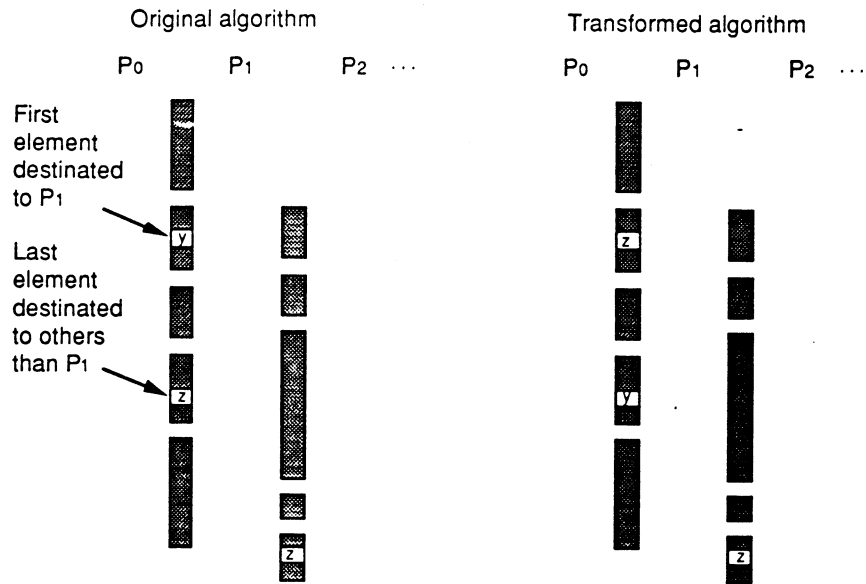 Original algorithm
P0 P1 P2 ...
First
element
destinated
to P1
Last
element
destinated
to others
than P1
y
z
z
Transformed algorithm
P0 P1 P2 ...
z
y
z